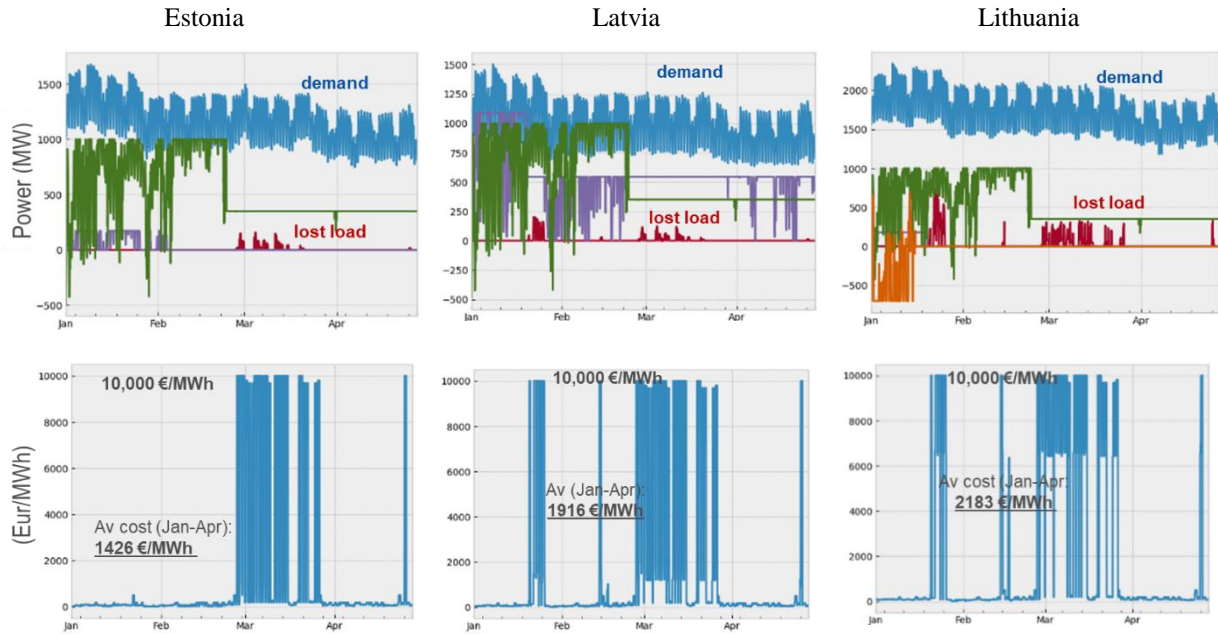 Estonia
Latvia
Lithuania
Power (MW)
1500
1000
500
0
−500
demand
lost load
Jan
Feb
Mar
Apr
1500
1250
1000
750
500
250
0
−250
−500
demand
lost load
Jan
Feb
Mar
Apr
2000
1500
1000
500
0
−500
demand
lost load
Jan
Feb
Mar
Apr
(Eur/MWh)
10000
8000
6000
4000
2000
0
10,000 €/MWh
Av cost (Jan-Apr):
1426 €/MWh
Jan
Feb
Mar
Apr
10000
8000
6000
4000
2000
0
10,000 €/MWh
Av (Jan-Apr):
1916 €/MWh
Jan
Feb
Mar
Apr
10000
8000
6000
4000
2000
0
10,000 €/MWh
Av cost (Jan-Apr:
2183 €/MWh
Jan
Feb
Mar
Apr